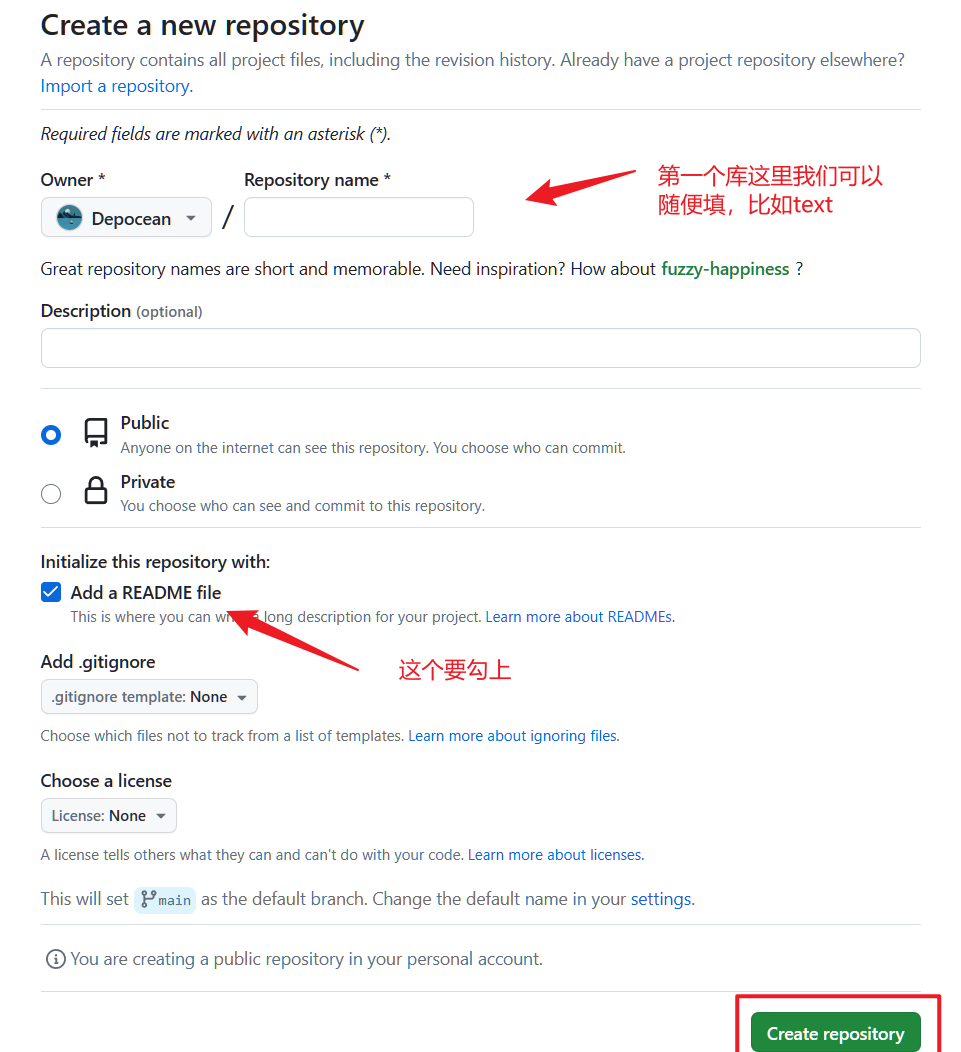 Create a new repository
A repository contains all project files, including the revision history. Already have a project repository elsewhere?
Import a repository.
Required fields are marked with an asterisk (*).
Owner *
Repository name *
第一个库这里我们可以
随便填，比如text
Depocean
/
Great repository names are short and memorable. Need inspiration? How about fuzzy-happiness ?
Description (optional)
Public
Anyone on the internet can see this repository. You choose who can commit.
Private
You choose who can see and commit to this repository.
Initialize this repository with:
Add a README file
This is where you can long description for your project. Learn more about READMEs.
这个要勾上
Add .gitignore
.gitignore template: None
Choose which files not to track from a list of templates. Learn more about ignoring files.
Choose a license
License: None
A license tells others what they can and can't do with your code. Learn more about licenses.
This will set main as the default branch. Change the default name in your settings.
You are creating a public repository in your personal account.
Create repository